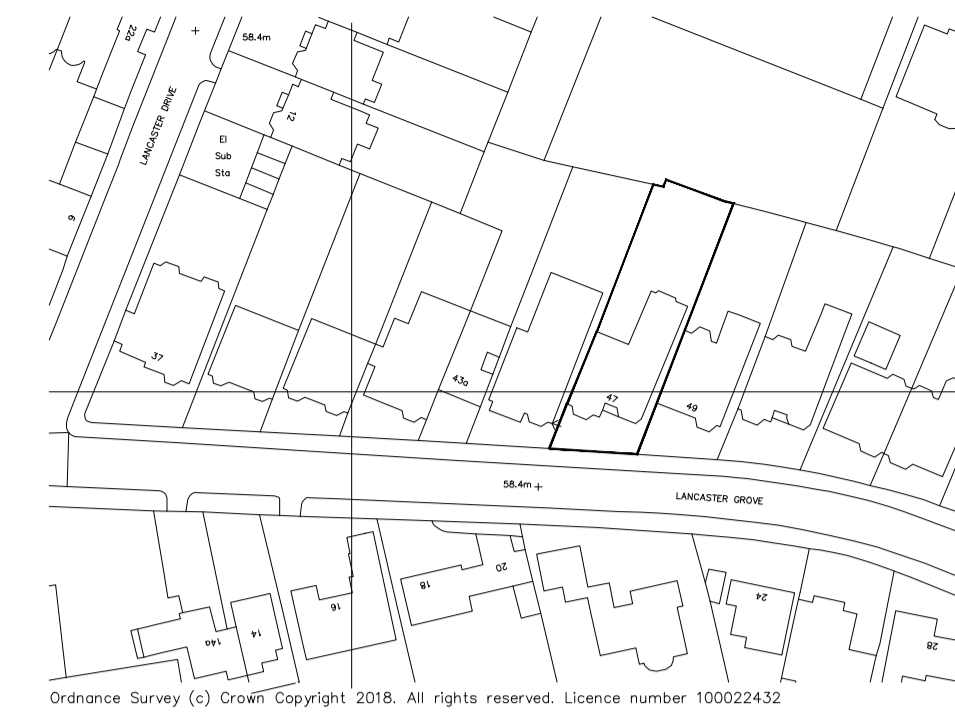 22a
58.4m
LANCASTER DRIVE
12
El
Sub
Sta
6
37
43a
47
49
58.4m
LANCASTER GROVE
20
18
24
16
14
14a
28
Ordnance Survey (c) Crown Copyright 2018. All rights reserved. Licence number 100022432